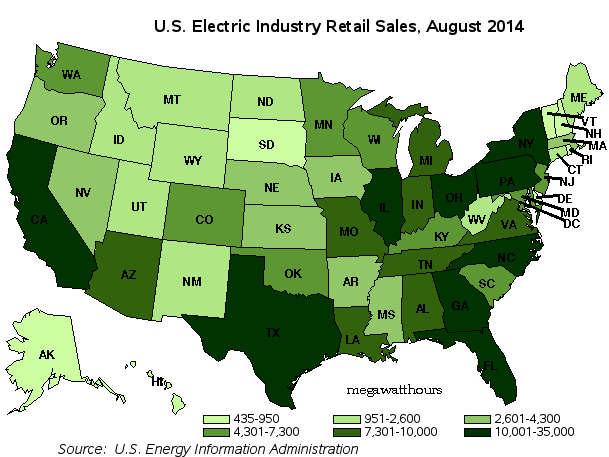 U.S. Electric Industry Retail Sales, August 2014
WA
OR
CA
NV
ID
MT
WY
UT
AZ
CO
NM
ND
SD
NE
KS
OK
TX
MN
IA
MO
AR
LA
WI
IL
MI
IN
OH
KY
TN
MS
AL
GA
FL
SC
NC
VA
WV
PA
NY
ME
VT
NH
MA
RI
CT
NJ
DE
MD
DC
AK
HI
megawatthours
435-950 951-2,600 2,601-4,300
4,301-7,300 7,301-10,000 10,001-35,000
Source: U.S. Energy Information Administration